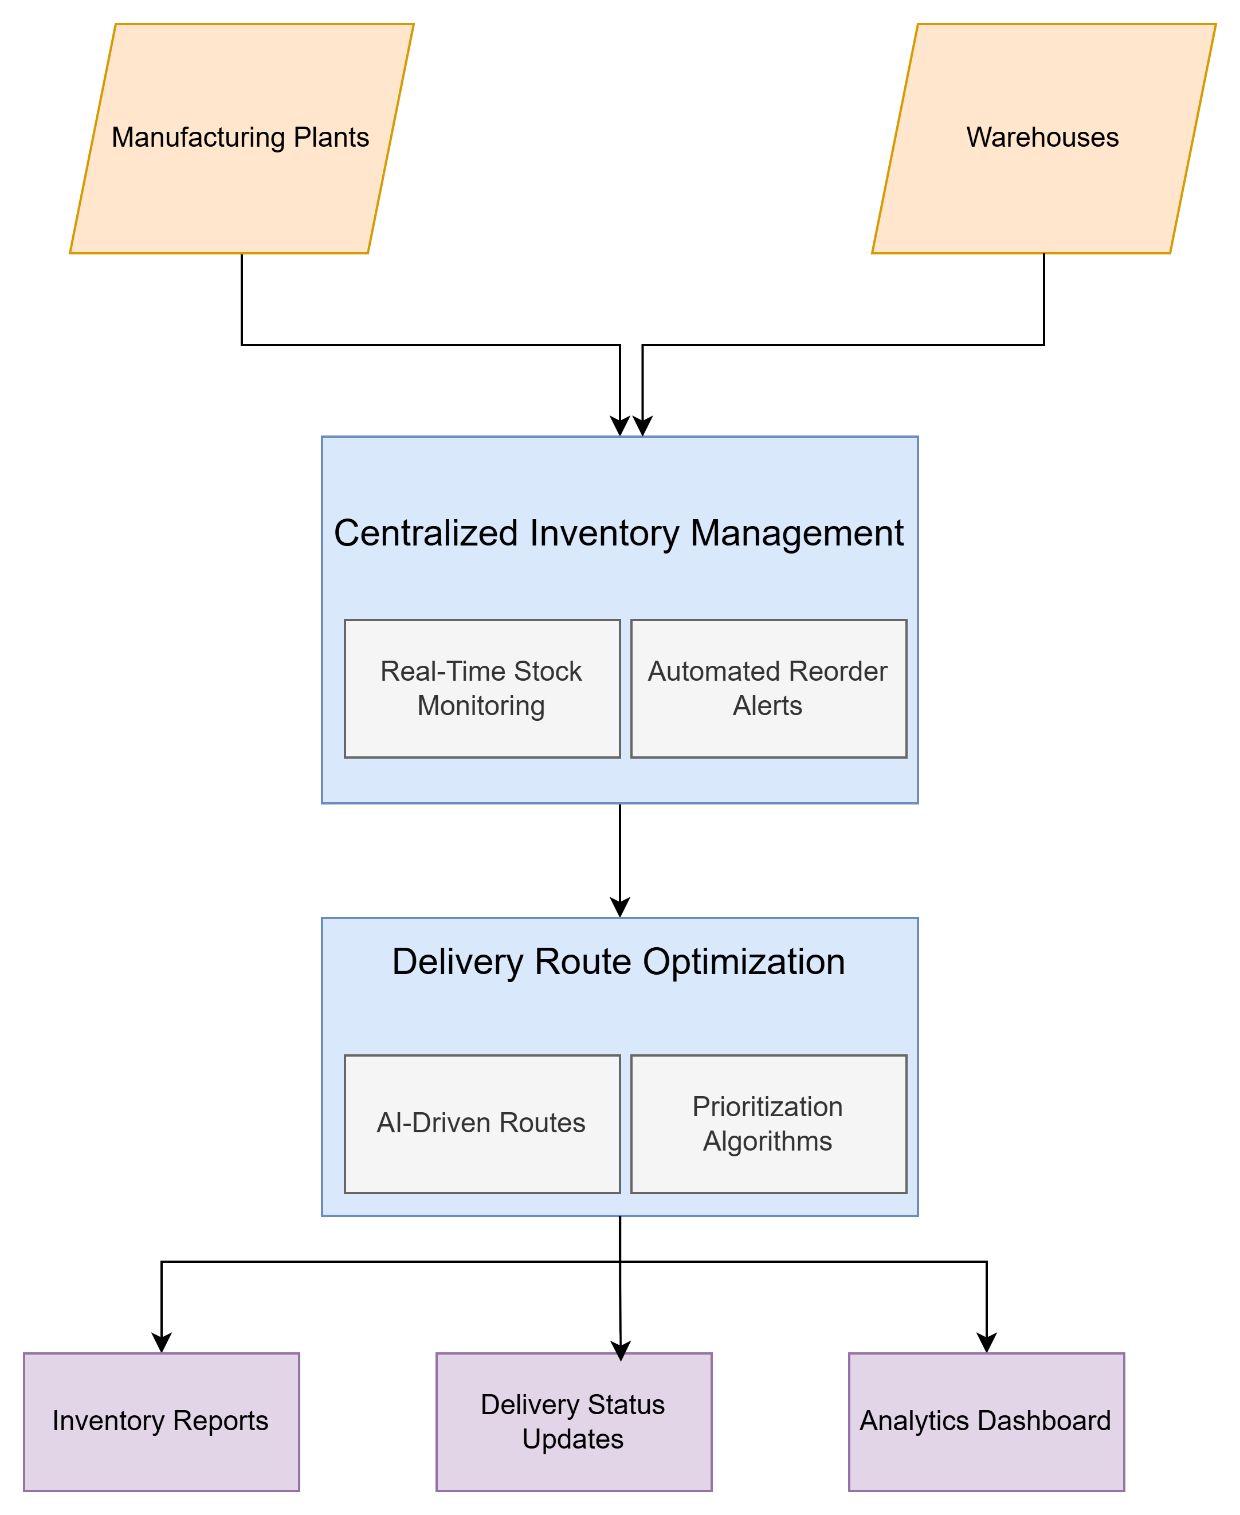 Manufacturing Plants
Warehouses
Centralized Inventory Management
Real-Time Stock
Monitoring
Automated Reorder
Alerts
Delivery Route Optimization
AI-Driven Routes
Prioritization
Algorithms
Inventory Reports
Delivery Status
Updates
Analytics Dashboard